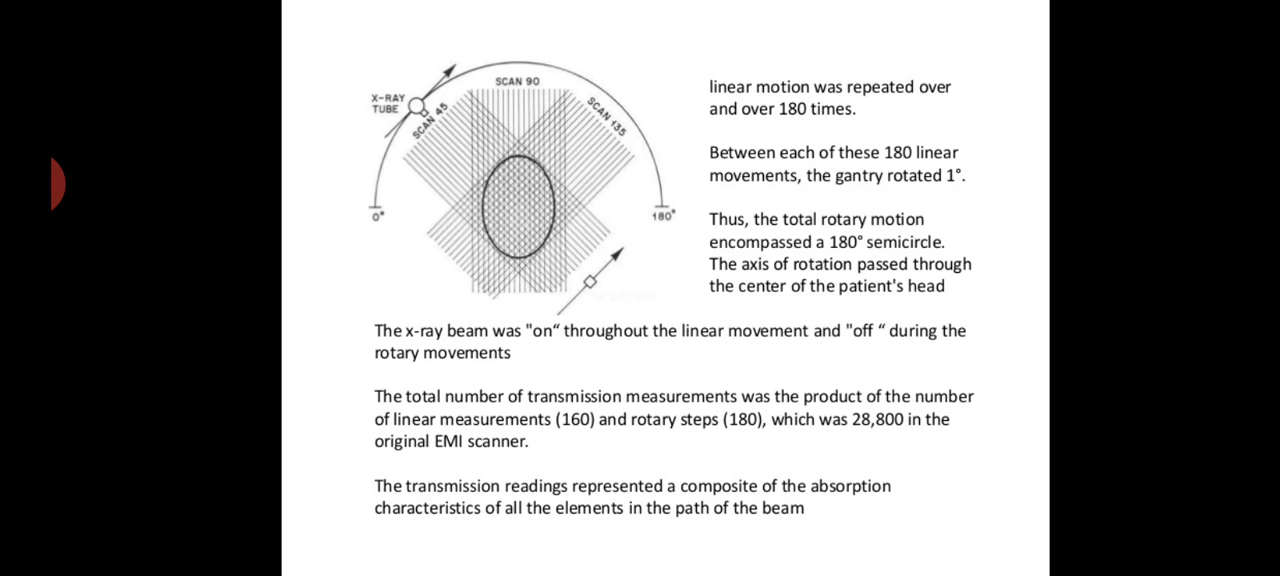 SCAN 90
X-RAY
TUBE
SCAN 45
SCAN 135
0°
180°
linear motion was repeated over
and over 180 times.
Between each of these 180 linear
movements, the gantry rotated 1°.
Thus, the total rotary motion
encompassed a 180° semicircle.
The axis of rotation passed through
the center of the patient's head
The x-ray beam was "on“ throughout the linear movement and "off “ during the
rotary movements
The total number of transmission measurements was the product of the number
of linear measurements (160) and rotary steps (180), which was 28,800 in the
original EMI scanner.
The transmission readings represented a composite of the absorption
characteristics of all the elements in the path of the beam